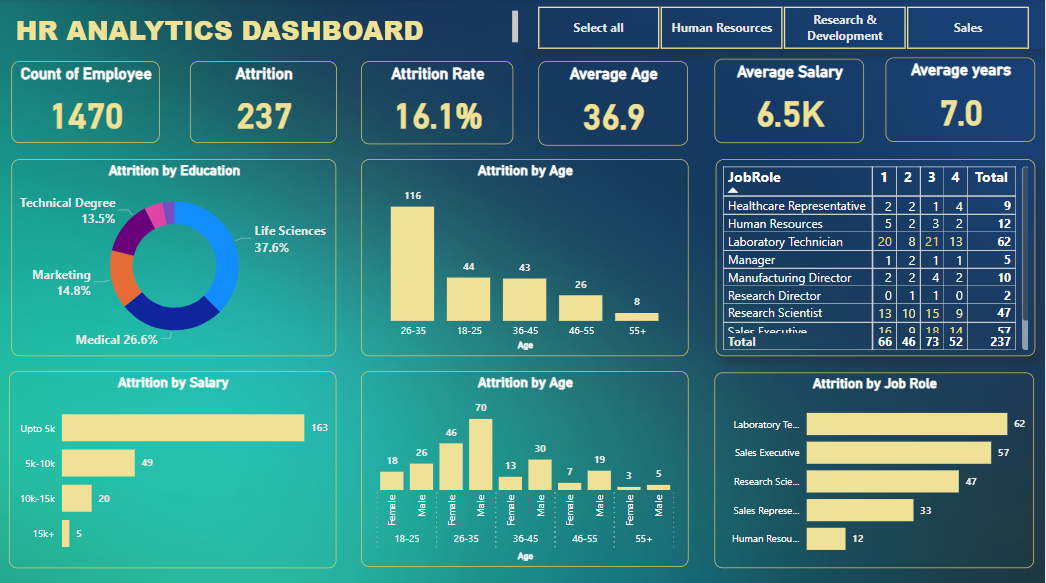 HR ANALYTICS DASHBOARD
Select all
Human Resources
Research &
Development
Sales
Count of Employee
1470
Attrition
237
Attrition Rate
16.1%
Average Age
36.9
Average Salary
6.5K
Average years
7.0
Attrition by Education
Technical Degree
13.5%
Life Sciences
37.6%
Marketing
14.8%
Medical 26.6%
Attrition by Age
116
44
43
26
8
26-35 18-25 36-45 46-55 55+
Age
JobRole 1 2 3 4 Total
Healthcare Representative 2 2 1 4 9
Human Resources 5 2 3 2 12
Laboratory Technician 20 8 21 13 62
Manager 1 2 1 1 5
Manufacturing Director 2 2 4 2 10
Research Director 0 1 1 0 2
Research Scientist 13 10 15 9 47
Sales Executive 16 9 18 14 57
Total 66 46 73 52 237
Attrition by Salary
Upto 5k 163
5k-10k 49
10k-15k 20
15k+ 5
Attrition by Age
18 26 46 70 13 30 7 19 3 5
Female Male Female Male Female Male Female Male Female Male
18-25 26-35 36-45 46-55 55+
Age
Attrition by Job Role
Laboratory Te... 62
Sales Executive 57
Research Scie... 47
Sales Represe... 33
Human Resou... 12